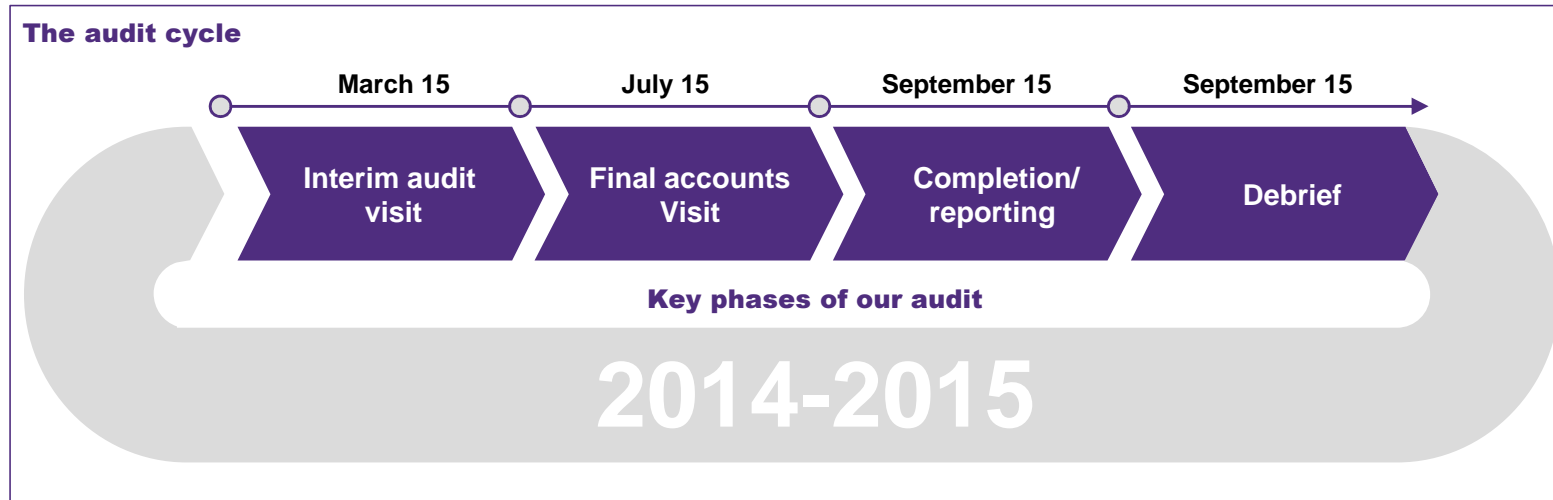 The audit cycle
March 15
July 15
September 15
September 15
Interim audit
visit
Final accounts
Visit
Completion/
reporting
Debrief
Key phases of our audit
2014-2015